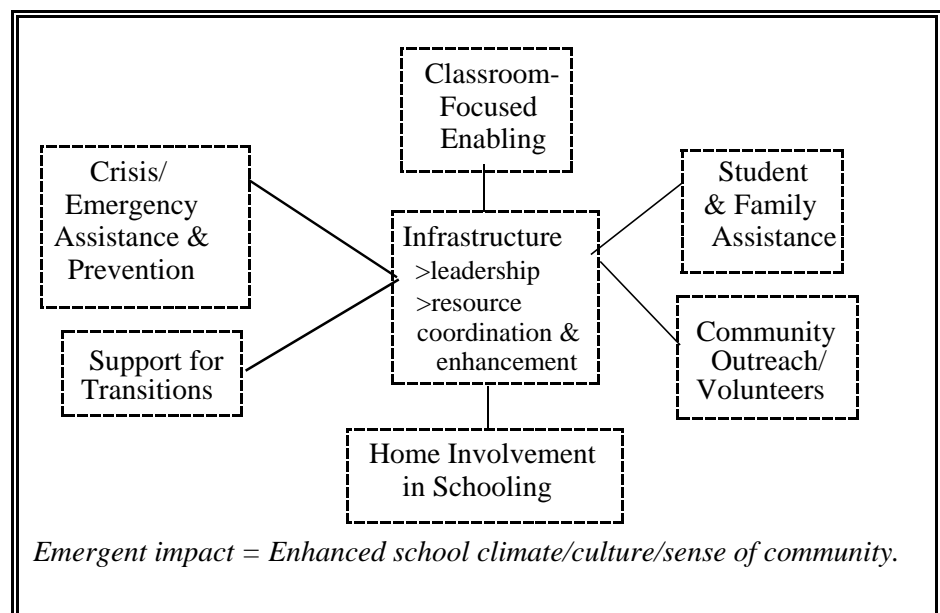 Classroom-
Focused
Enabling
Crisis/
Emergency
Assistance &
Prevention
Student
& Family
Assistance
Infrastructure
>leadership
>resource
coordination &
enhancement
Support for
Transitions
Community
Outreach/
Volunteers
Home Involvement
in Schooling
Emergent impact = Enhanced school climate/culture/sense of community.